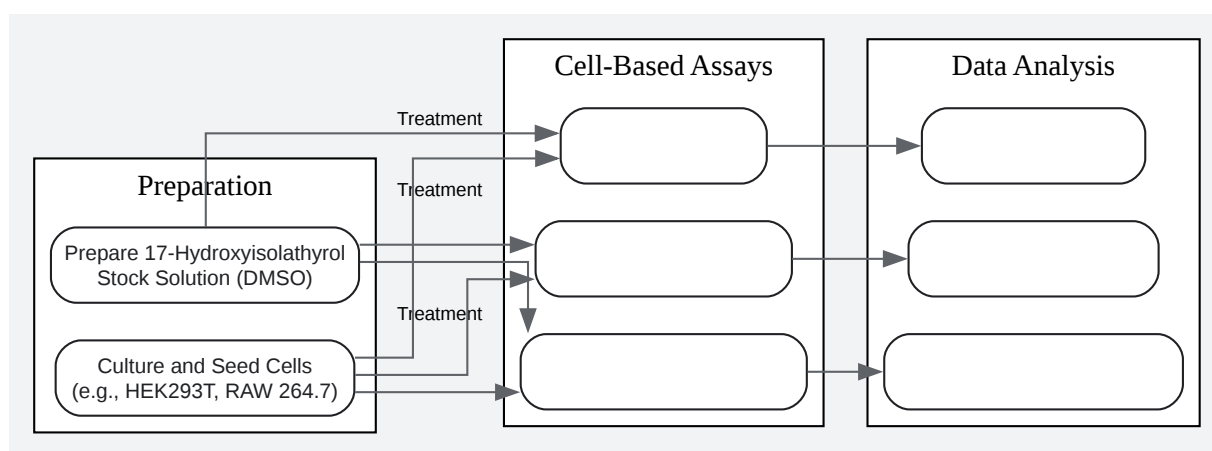 Preparation
Prepare 17-Hydroxyisolathyrol
Stock Solution (DMSO)
Culture and Seed Cells
(e.g., HEK293T, RAW 264.7)
Treatment
Treatment
Treatment
Cell-Based Assays
Data Analysis